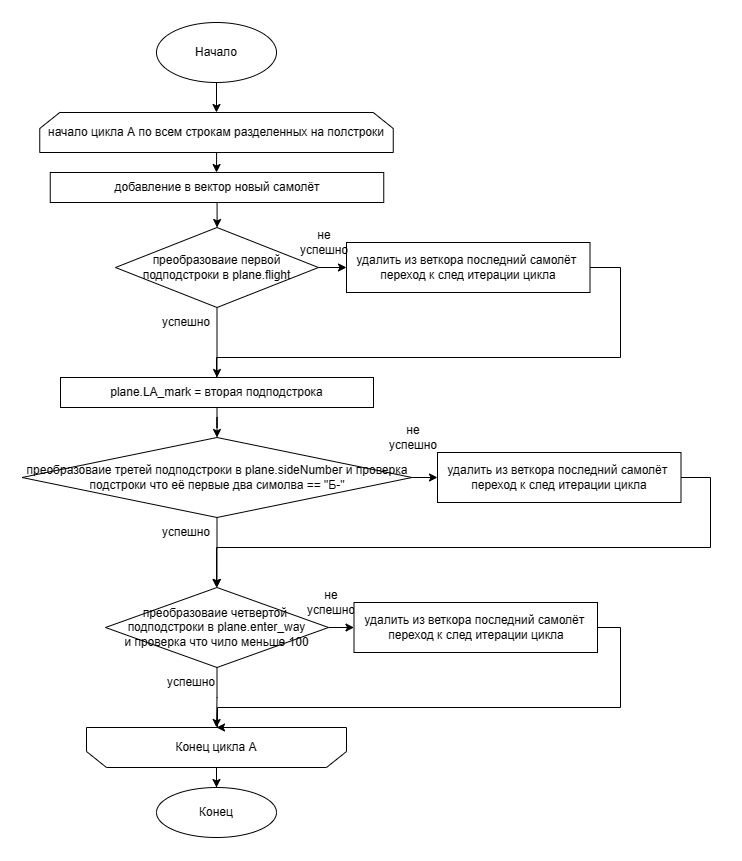 Начало
начало цикла А по всем строкам разделенных на полстроки
добавление в вектор новый самолёт
не
успешно
преобразоваие первой
подподстроки в plane.flight
удалить из веткора последний самолёт
переход к след итерации цикла
успешно
plane.LA_mark = вторая подподстрока
не
успешно
преобразоваие третей подподстроки в plane.sideNumber и проверка
подстроки что её первые два симолва == "Б-"
удалить из веткора последний самолёт
переход к след итерации цикла
успешно
не
успешно
преобразоваие четвертой
подподстроки в plane.enter_way
и проверка что чило меньше 100
удалить из веткора последний самолёт
переход к след итерации цикла
успешно
Конец цикла А
Конец